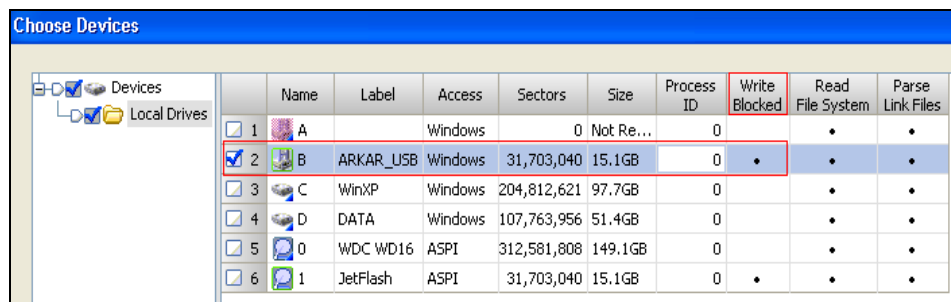 Choose Devices
Devices
Local Drives
Name Label Access Sectors Size Process ID Write Blocked Read File System Parse Link Files
1 A Windows 0 Not Re... 0 • •
2 B ARKAR_USB Windows 31,703,040 15.1GB 0 • • •
3 C WinXP Windows 204,812,621 97.7GB 0 • •
4 D DATA Windows 107,763,956 51.4GB 0 • •
5 0 WDC WD16 ASPI 312,581,808 149.1GB 0 • •
6 1 JetFlash ASPI 31,703,040 15.1GB 0 • • •